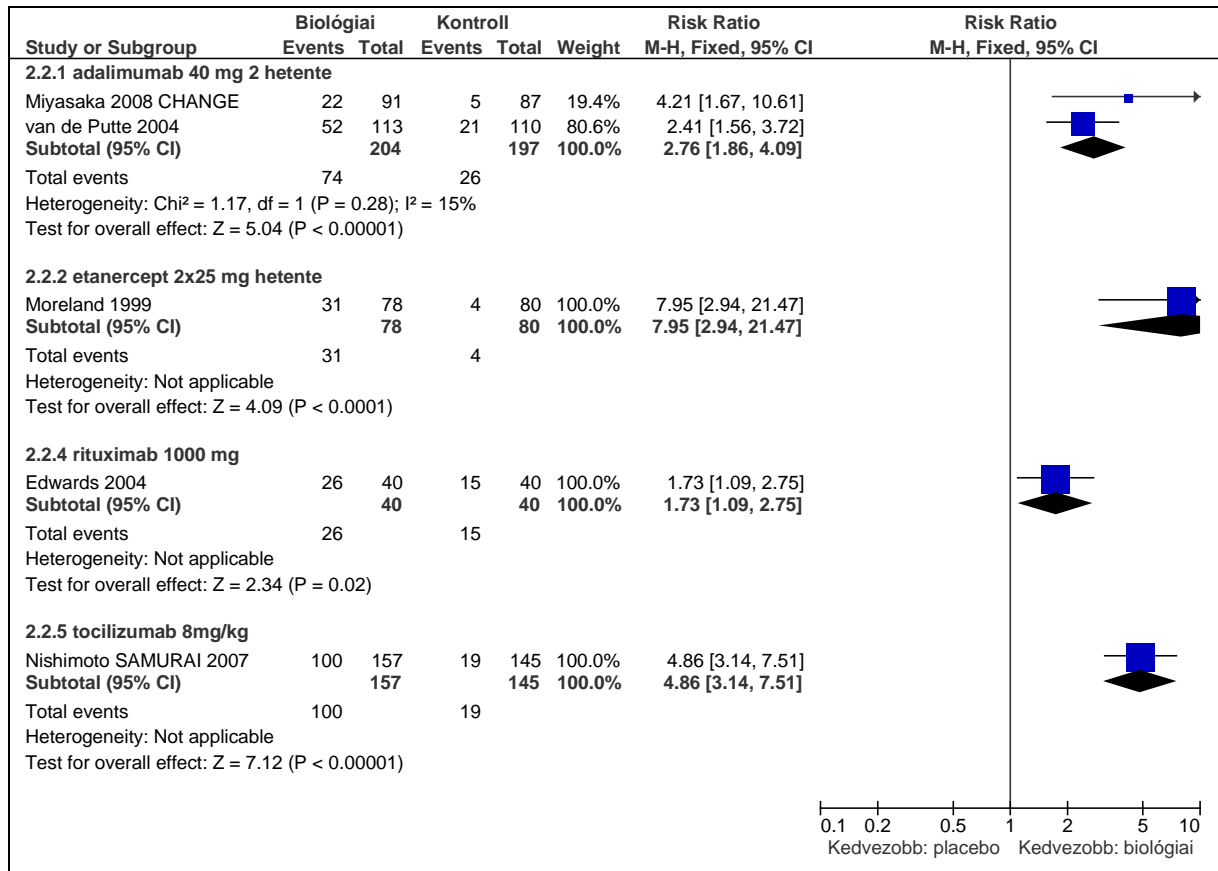 Biológiai Kontroll Risk Ratio Risk Ratio
Study or Subgroup Events Total Events Total Weight M-H, Fixed, 95% CI M-H, Fixed, 95% CI
2.2.1 adalimumab 40 mg 2 hetente
Miyasaka 2008 CHANGE 22 91 5 87 19.4% 4.21 [1.67, 10.61]
van de Putte 2004 52 113 21 110 80.6% 2.41 [1.56, 3.72]
Subtotal (95% CI) 204 197 100.0% 2.76 [1.86, 4.09]
Total events 74 26
Heterogeneity: Chi² = 1.17, df = 1 (P = 0.28); I² = 15%
Test for overall effect: Z = 5.04 (P < 0.00001)
2.2.2 etanercept 2x25 mg hetente
Moreland 1999 31 78 4 80 100.0% 7.95 [2.94, 21.47]
Subtotal (95% CI) 78 80 100.0% 7.95 [2.94, 21.47]
Total events 31 4
Heterogeneity: Not applicable
Test for overall effect: Z = 4.09 (P < 0.0001)
2.2.4 rituximab 1000 mg
Edwards 2004 26 40 15 40 100.0% 1.73 [1.09, 2.75]
Subtotal (95% CI) 40 40 100.0% 1.73 [1.09, 2.75]
Total events 26 15
Heterogeneity: Not applicable
Test for overall effect: Z = 2.34 (P = 0.02)
2.2.5 tocilizumab 8mg/kg
Nishimoto SAMURAI 2007 100 157 19 145 100.0% 4.86 [3.14, 7.51]
Subtotal (95% CI) 157 145 100.0% 4.86 [3.14, 7.51]
Total events 100 19
Heterogeneity: Not applicable
Test for overall effect: Z = 7.12 (P < 0.00001)
0.1 0.2 0.5 1 2 5 10
Kedvezobb: placebo Kedvezobb: biológiai